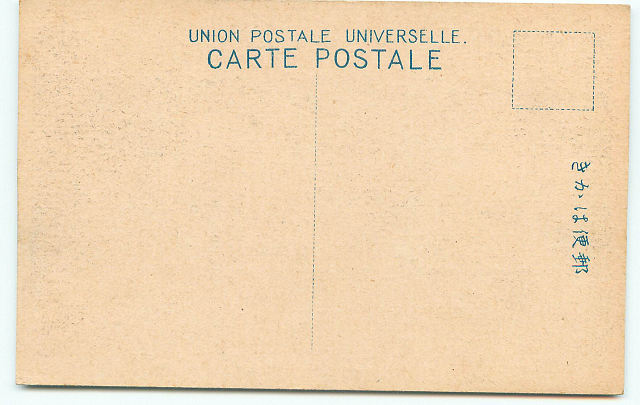 UNION POSTALE UNIVERSELLE.
CARTE POSTALE
きかは便郵